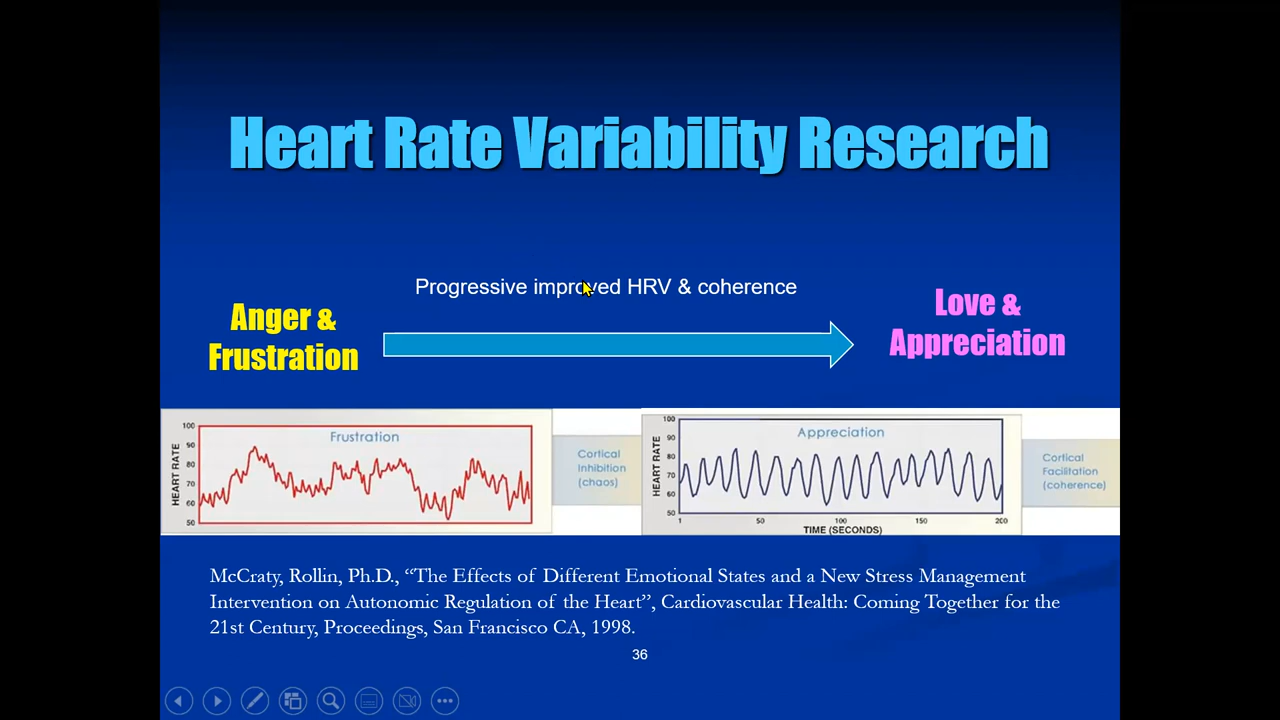 Heart Rate Variability Research
Progressive improved HRV & coherence
Anger &
Frustration
Love &
Appreciation
Frustration
HEART RATE
100
90
80
70
60
50
Cortical
Inhibition
(chaos)
Appreciation
HEART RATE
100
90
80
70
60
50
1
50
100
150
200
TIME (SECONDS)
Cortical
Facilitation
(coherence)
McCraty, Rollin, Ph.D., “The Effects of Different Emotional States and a New Stress Management
Intervention on Autonomic Regulation of the Heart”, Cardiovascular Health: Coming Together for the
21st Century, Proceedings, San Francisco CA, 1998.
36